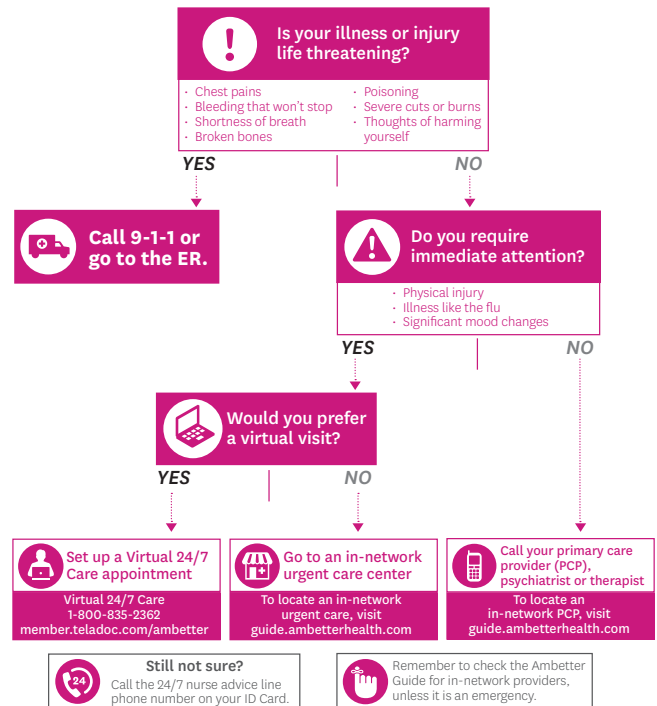 Is your illness or injury
life threatening?
· Chest pains
· Bleeding that won't stop
· Shortness of breath
· Broken bones
· Poisoning
· Severe cuts or burns
· Thoughts of harming
yourself
YES
NO
Call 9-1-1 or
go to the ER.
Do you require
immediate attention?
· Physical injury
· Illness like the flu
· Significant mood changes
YES
NO
Would you prefer
a virtual visit?
YES
NO
Set up a Virtual 24/7
Care appointment
Virtual 24/7 Care
1-800-835-2362
member.teladoc.com/ambetter
Go to an in-network
urgent care center
To locate an in-network
urgent care, visit
guide.ambetterhealth.com
Call your primary care
provider (PCP),
psychiatrist or therapist
To locate an
in-network PCP, visit
guide.ambetterhealth.com
24
Still not sure?
Call the 24/7 nurse advice line
phone number on your ID Card.
Remember to check the Ambetter
Guide for in-network providers,
unless it is an emergency.